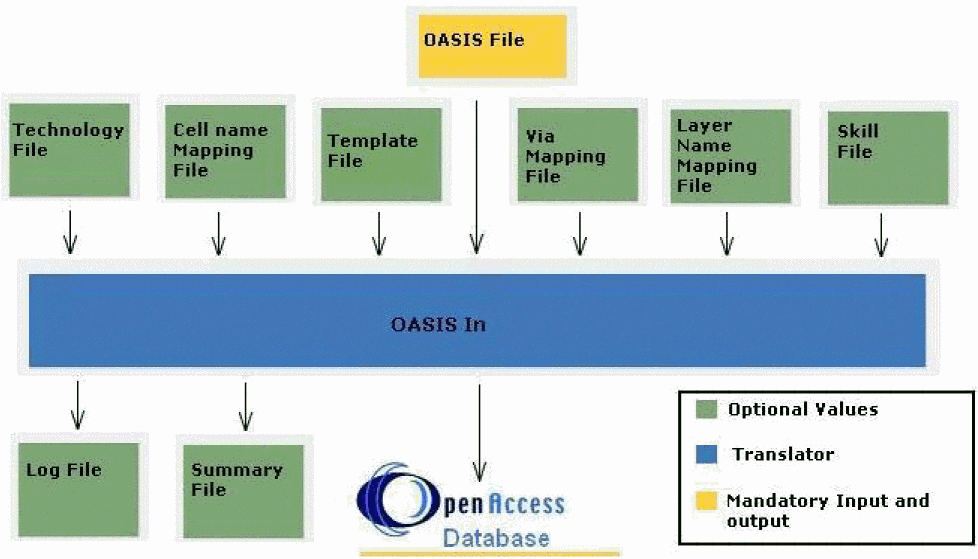 OASIS File
Technology
File
Cell name
Mapping
File
Template
File
Via
Mapping
File
Layer
Name
Mapping
File
Skill
File
OASIS In
Log File
Summary
File
OpenAccess
Database
Optional Values
Translator
Mandatory Input and
output